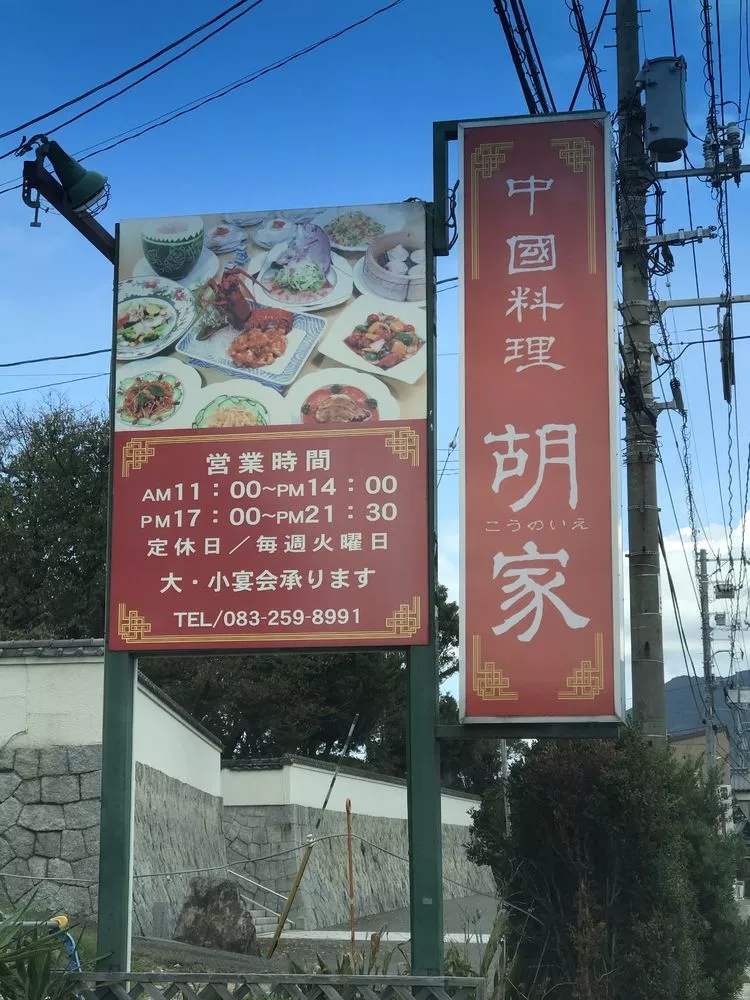 営業時間
AM11：00～PM14：00
PM17：00～PM21：30
定休日／毎週火曜日
大・小宴会承ります
TEL/083-259-8991
中國料理
胡
こうのいえ
家